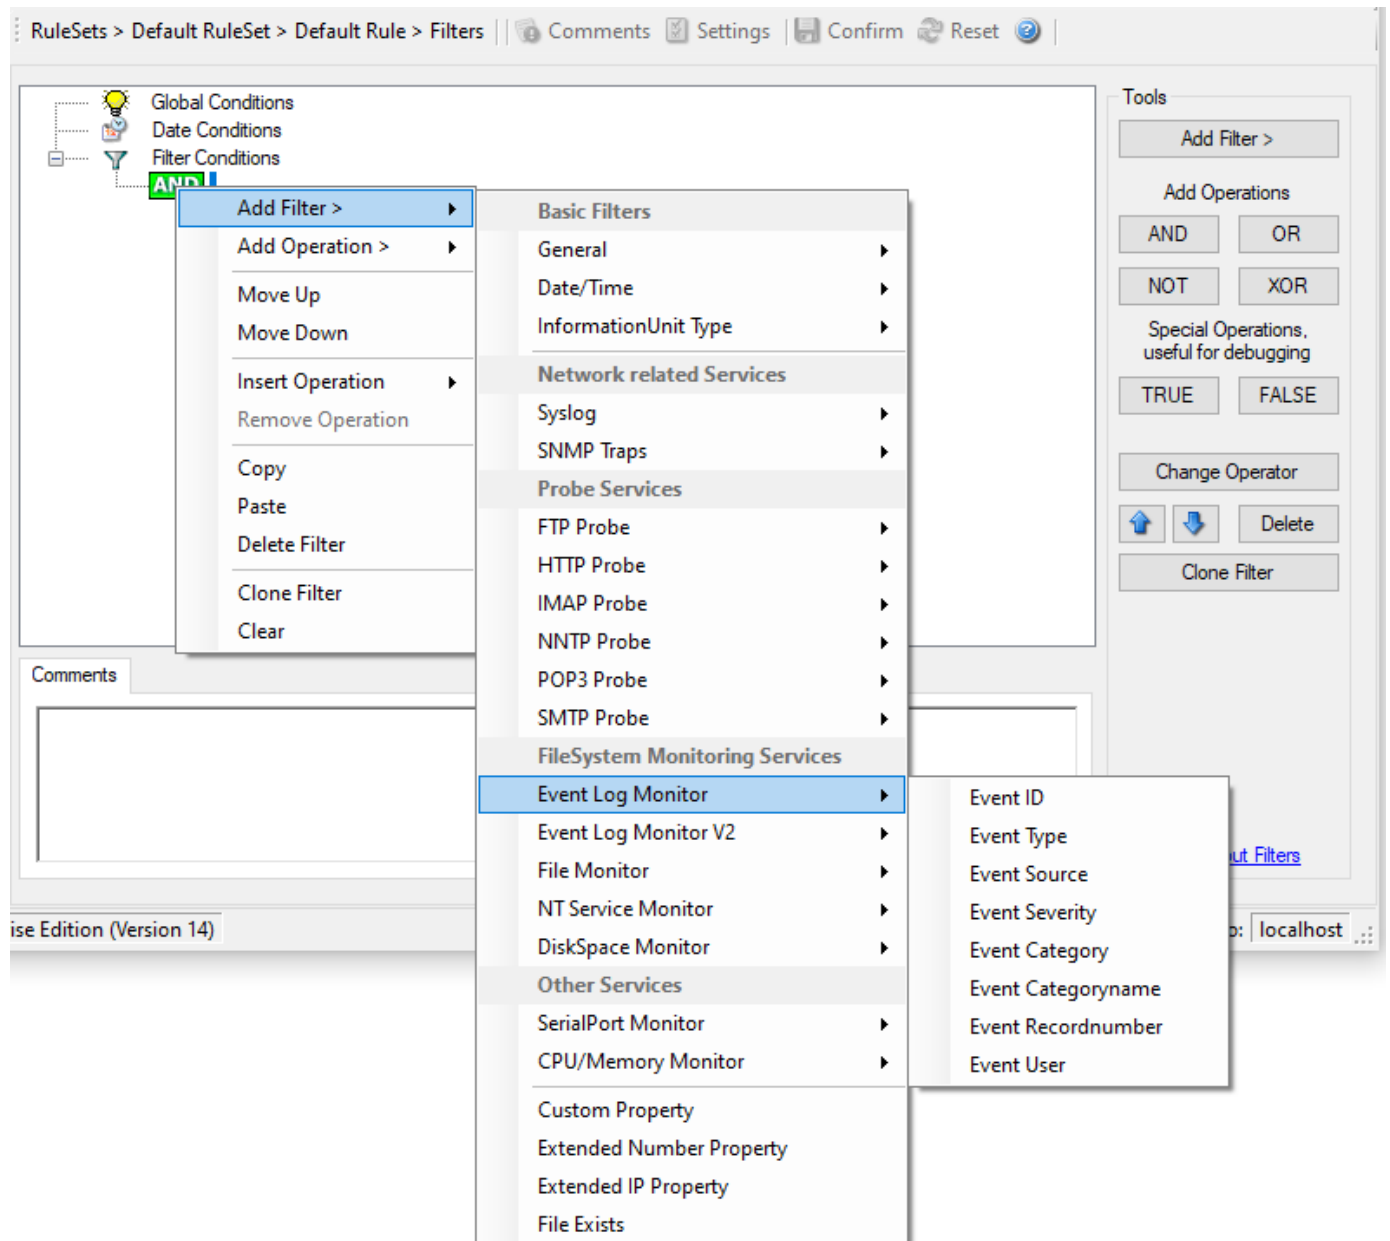 RuleSets > Default RuleSet > Default Rule > Filters Comments Settings Confirm Reset
Global Conditions
Date Conditions
Filter Conditions
AND
Add Filter >
Add Operation >
Move Up
Move Down
Insert Operation
Remove Operation
Copy
Paste
Delete Filter
Clone Filter
Clear
Basic Filters
General
Date/Time
InformationUnit Type
Network related Services
Syslog
SNMP Traps
Probe Services
FTP Probe
HTTP Probe
IMAP Probe
NNTP Probe
POP3 Probe
SMTP Probe
FileSystem Monitoring Services
Event Log Monitor
Event Log Monitor V2
File Monitor
NT Service Monitor
DiskSpace Monitor
Other Services
SerialPort Monitor
CPU/Memory Monitor
Custom Property
Extended Number Property
Extended IP Property
File Exists
Event ID
Event Type
Event Source
Event Severity
Event Category
Event Categoryname
Event Recordnumber
Event User
Tools
Add Filter >
Add Operations
AND OR
NOT XOR
Special Operations,
useful for debugging
TRUE FALSE
Change Operator
Delete
Clone Filter
Filters
Comments
Edition (Version 14)
localhost